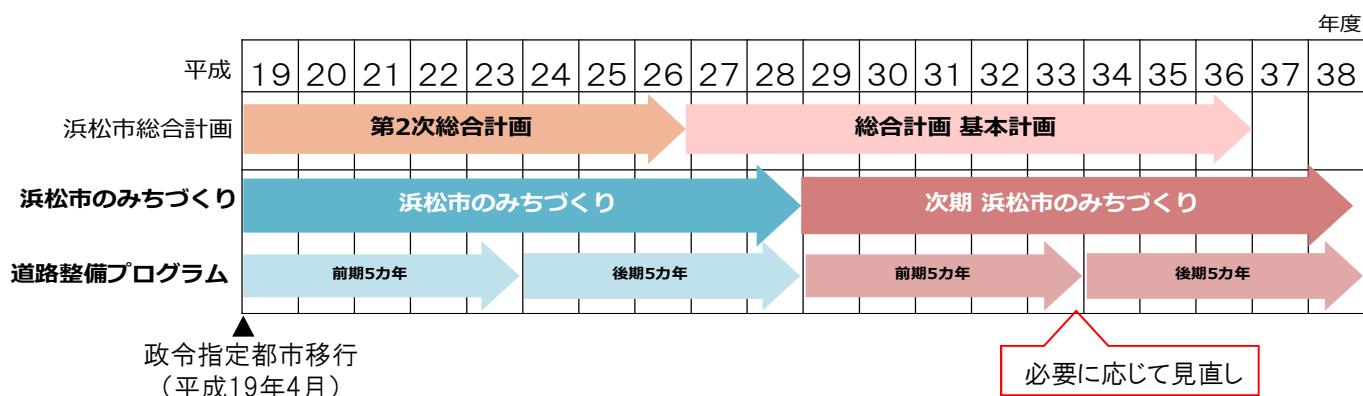 年度
平成 19 20 21 22 23 24 25 26 27 28 29 30 31 32 33 34 35 36 37 38
浜松市総合計画 第2次総合計画 総合計画 基本計画
浜松市のみちづくり 浜松市のみちづくり 次期 浜松市のみちづくり
道路整備プログラム 前期5カ年 後期5カ年 前期5カ年 後期5カ年
政令指定都市移行
（平成19年4月）
必要に応じて見直し